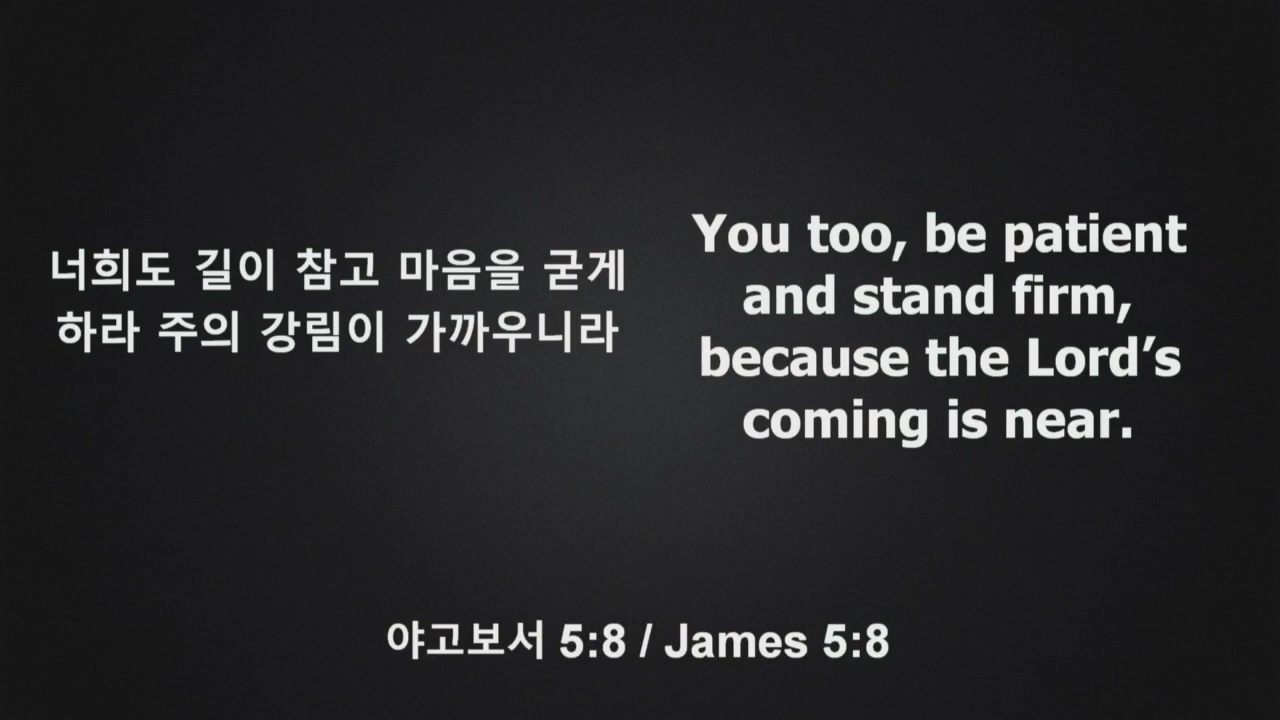 너희도 길이 참고 마음을 굳게
하라 주의 강림이 가까우니라
You too, be patient
and stand firm,
because the Lord’s
coming is near.
야고보서 5:8 / James 5:8